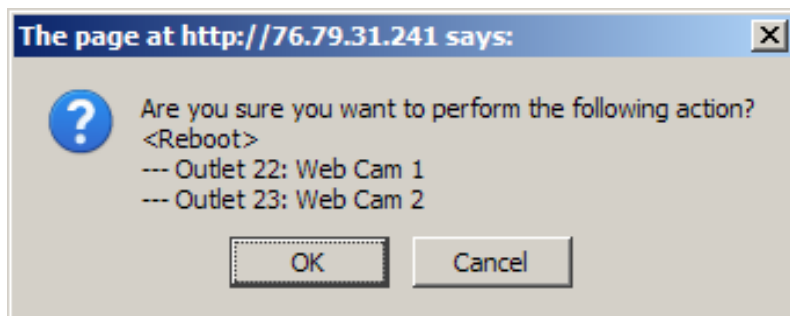 The page at http://76.79.31.241 says:
Are you sure you want to perform the following action?
<Reboot>
--- Outlet 22: Web Cam 1
--- Outlet 23: Web Cam 2
OK
Cancel